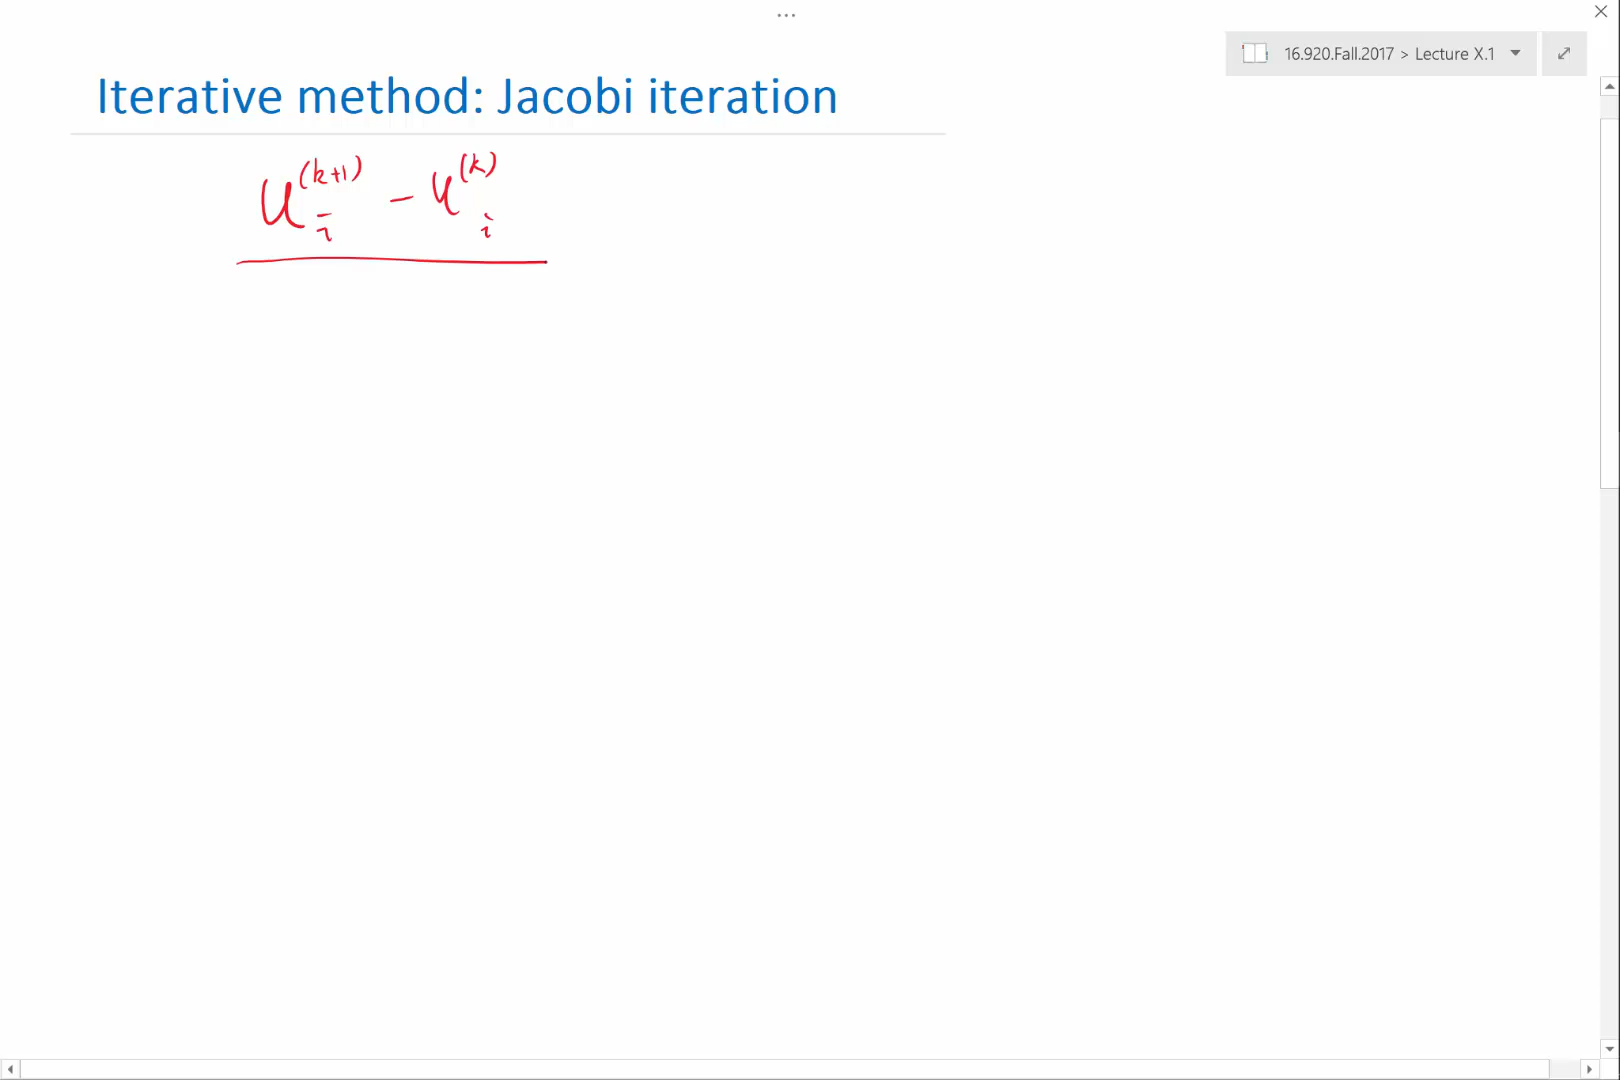 ...
16.920.Fall.2017 > Lecture X.1
Iterative method: Jacobi iteration
u_i^(k+1) - u_i^(k)